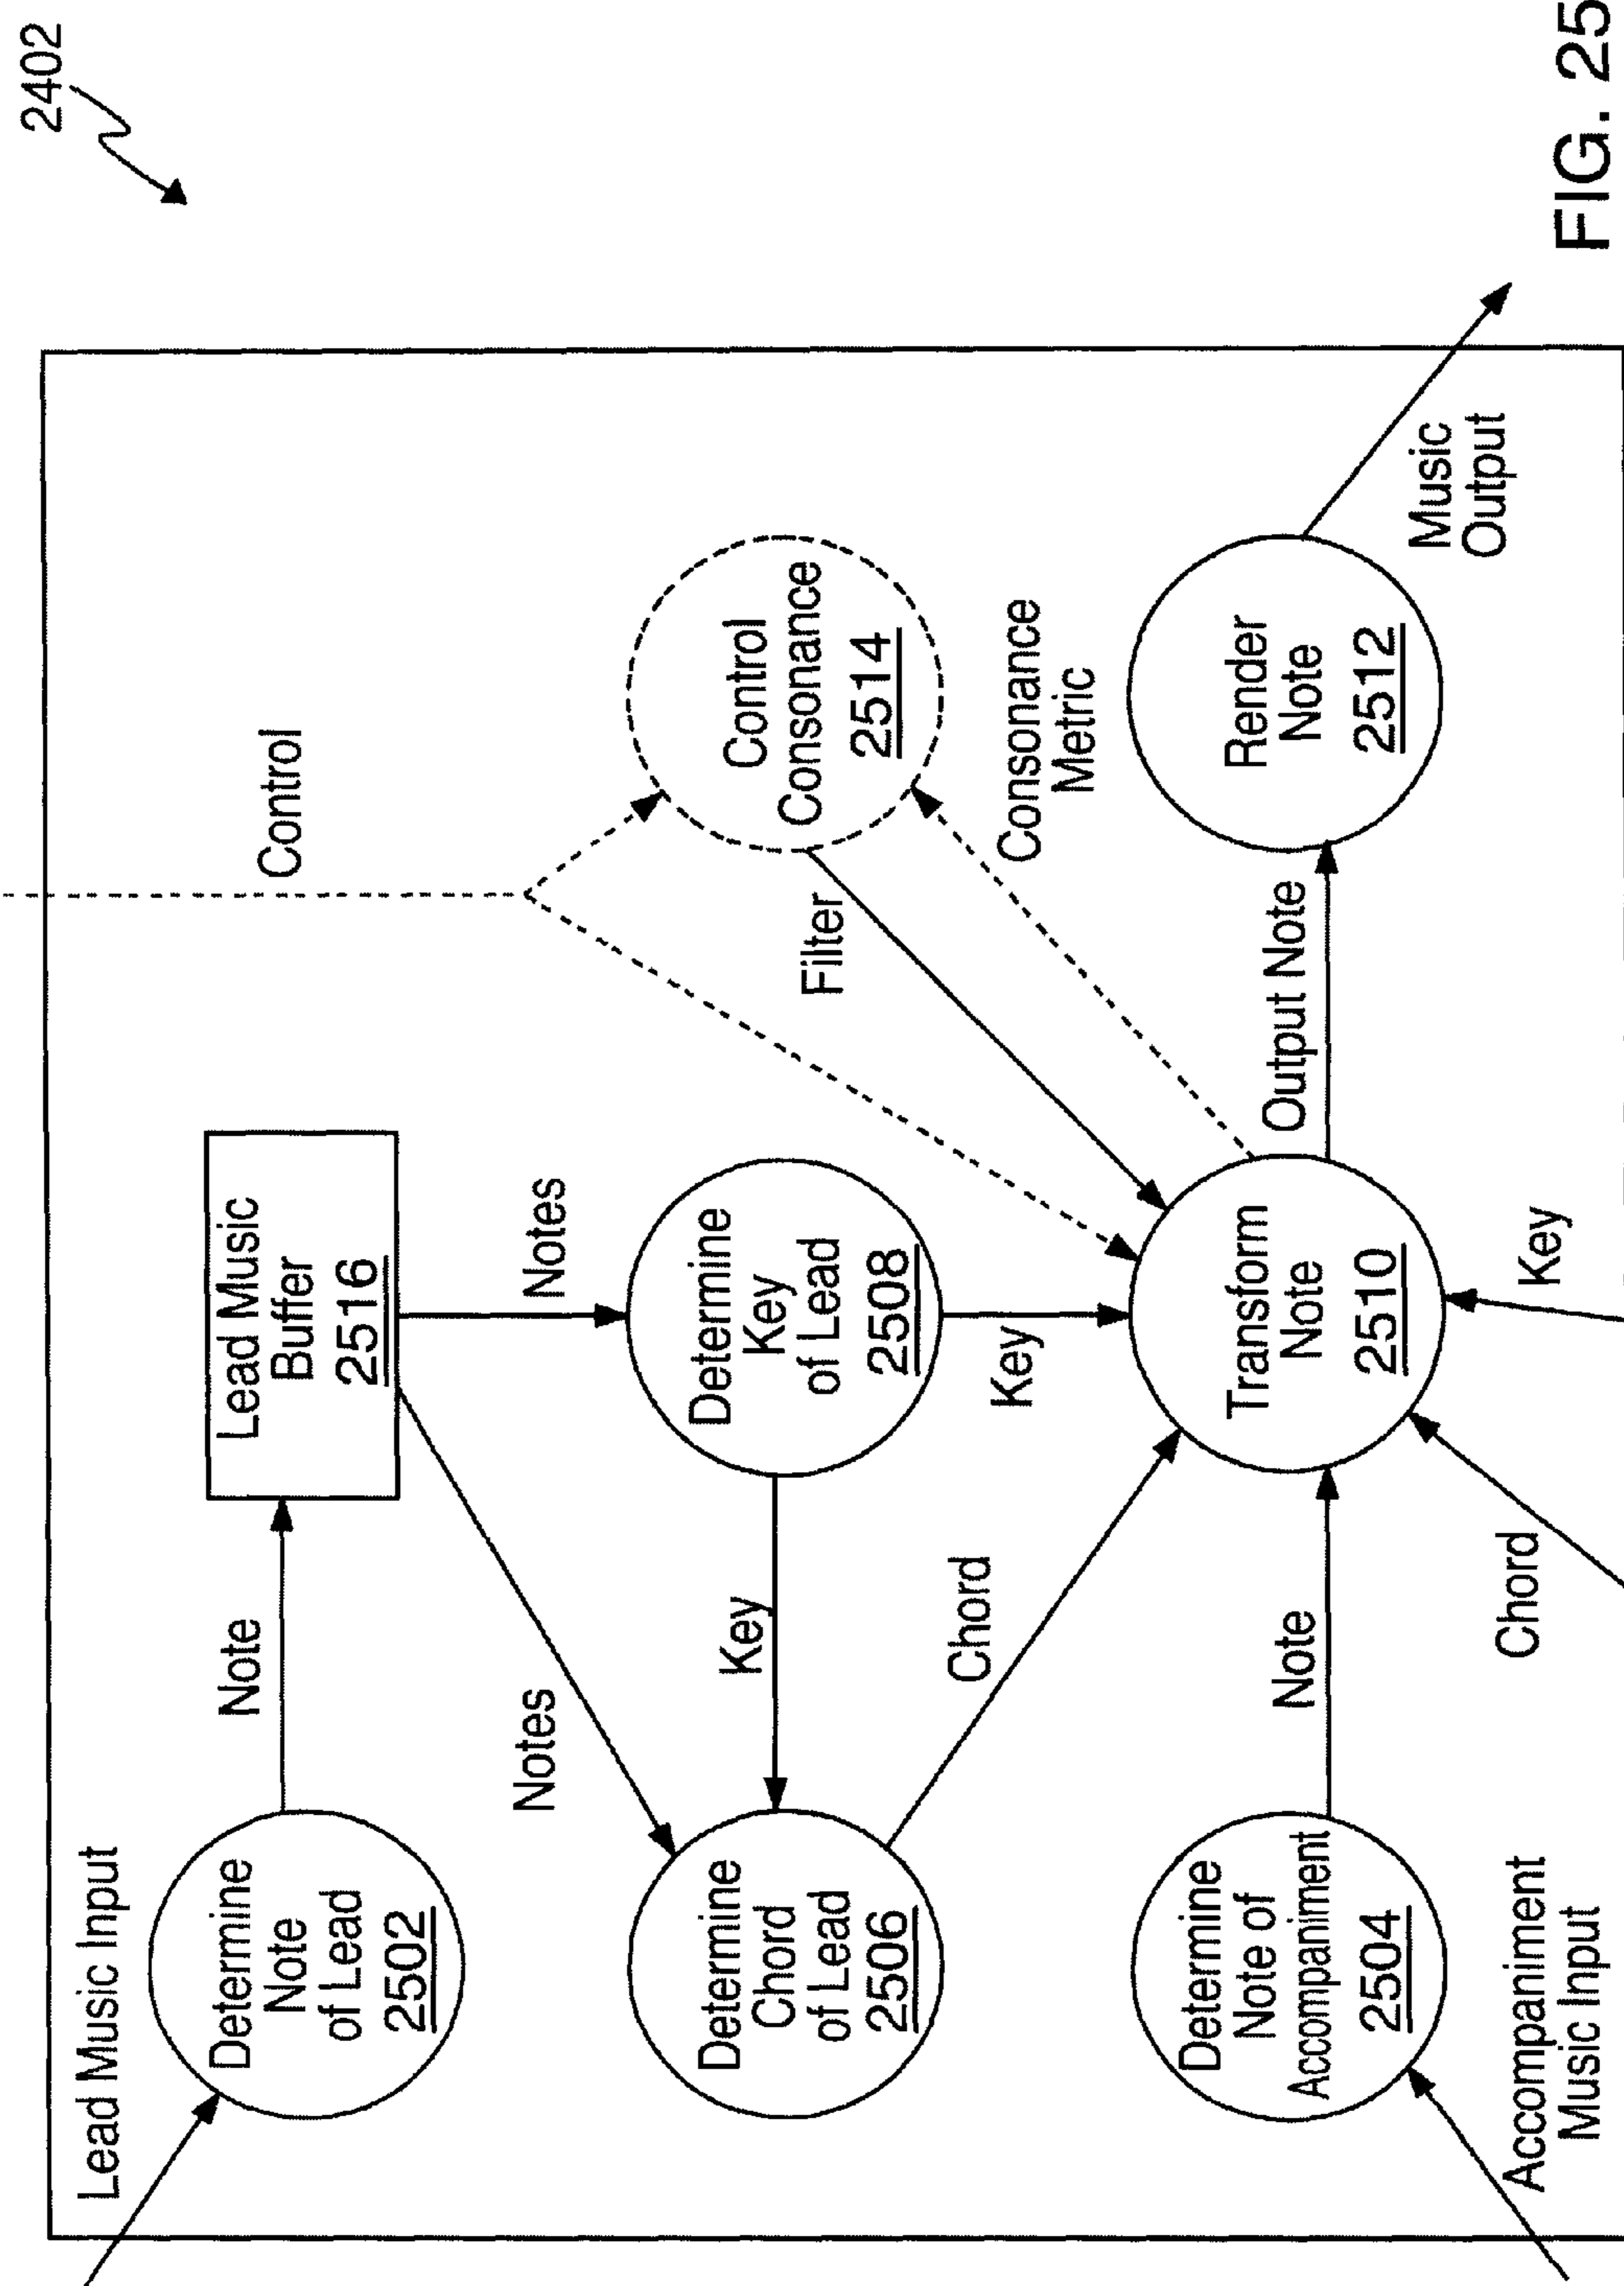 2402
Lead Music Input
Determine
Note
of Lead
2502
Note
Lead Music
Buffer
2516
Control
Notes
Notes
Determine
Chord
of Lead
2506
Key
Determine
Key
of Lead
2508
Filter
Control
Consonance
2514
Chord
Key
Consonance
Metric
Determine
Note of
Accompaniment
2504
Note
Transform
Note
2510
Output Note
Render
Note
2512
Music
Output
Accompaniment
Music Input
Chord
Key
FIG. 25